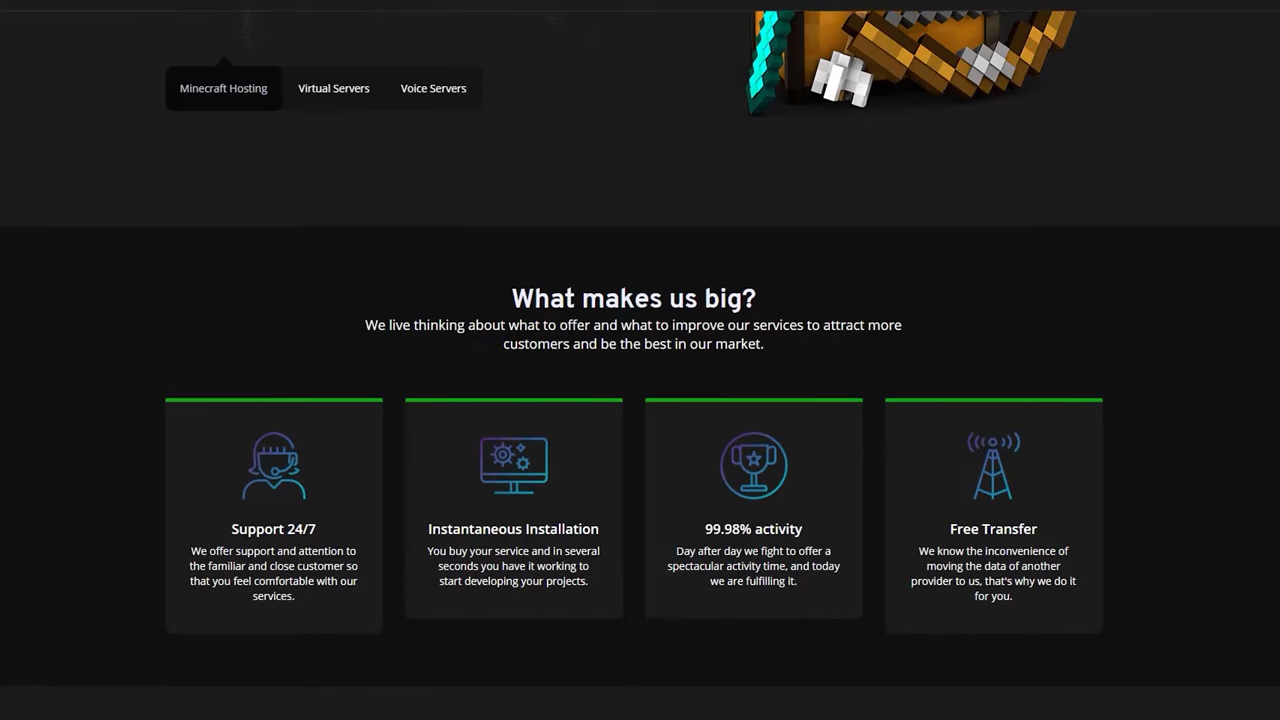 Minecraft Hosting
Virtual Servers
Voice Servers
What makes us big?
We live thinking about what to offer and what to improve our services to attract more
customers and be the best in our market.
Support 24/7
We offer support and attention to
the familiar and close customer so
that you feel comfortable with our
services.
Instantaneous Installation
You buy your service and in several
seconds you have it working to
start developing your projects.
99.98% activity
Day after day we fight to offer a
spectacular activity time, and today
we are fulfilling it.
Free Transfer
We know the inconvenience of
moving the data of another
provider to us, that's why we do it
for you.